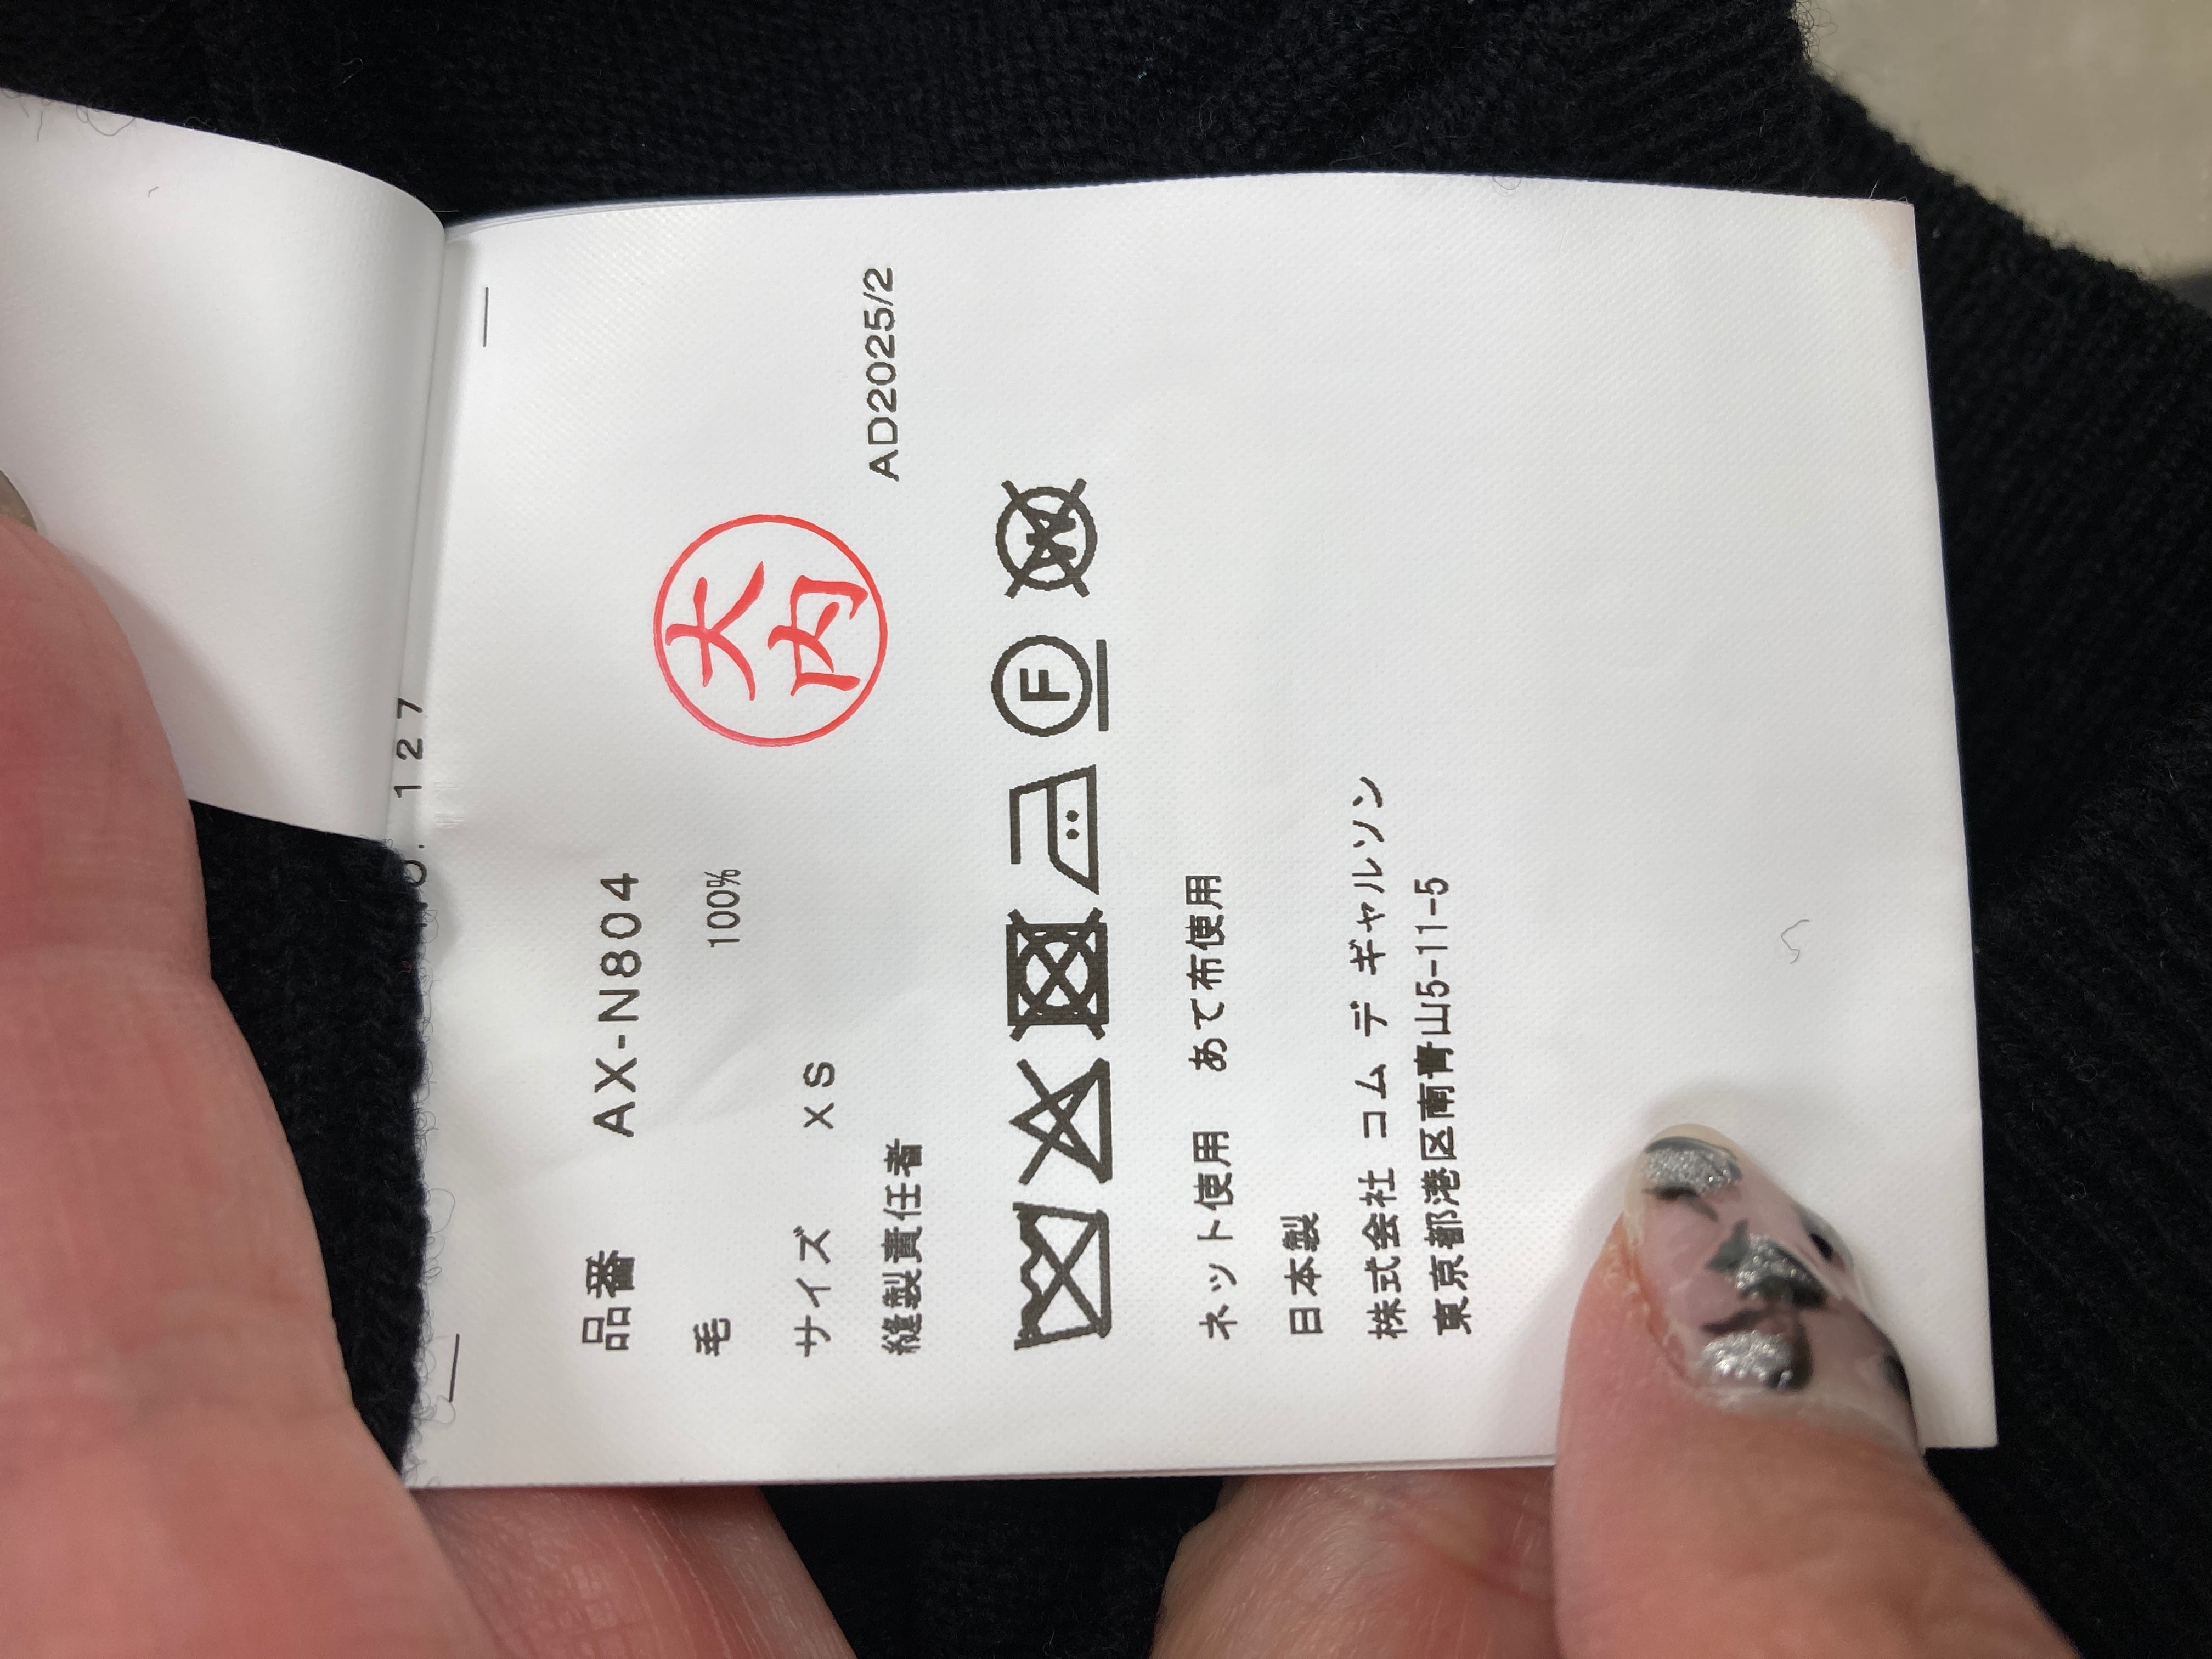 127
品番 AX-N804
毛 100%
サイズ XS
縫製責任者
大内
AD2025/2
F
W
ネット使用 あて布使用
日本製
株式会社 コム デ ギャルソン
東京都港区南青山5-11-5